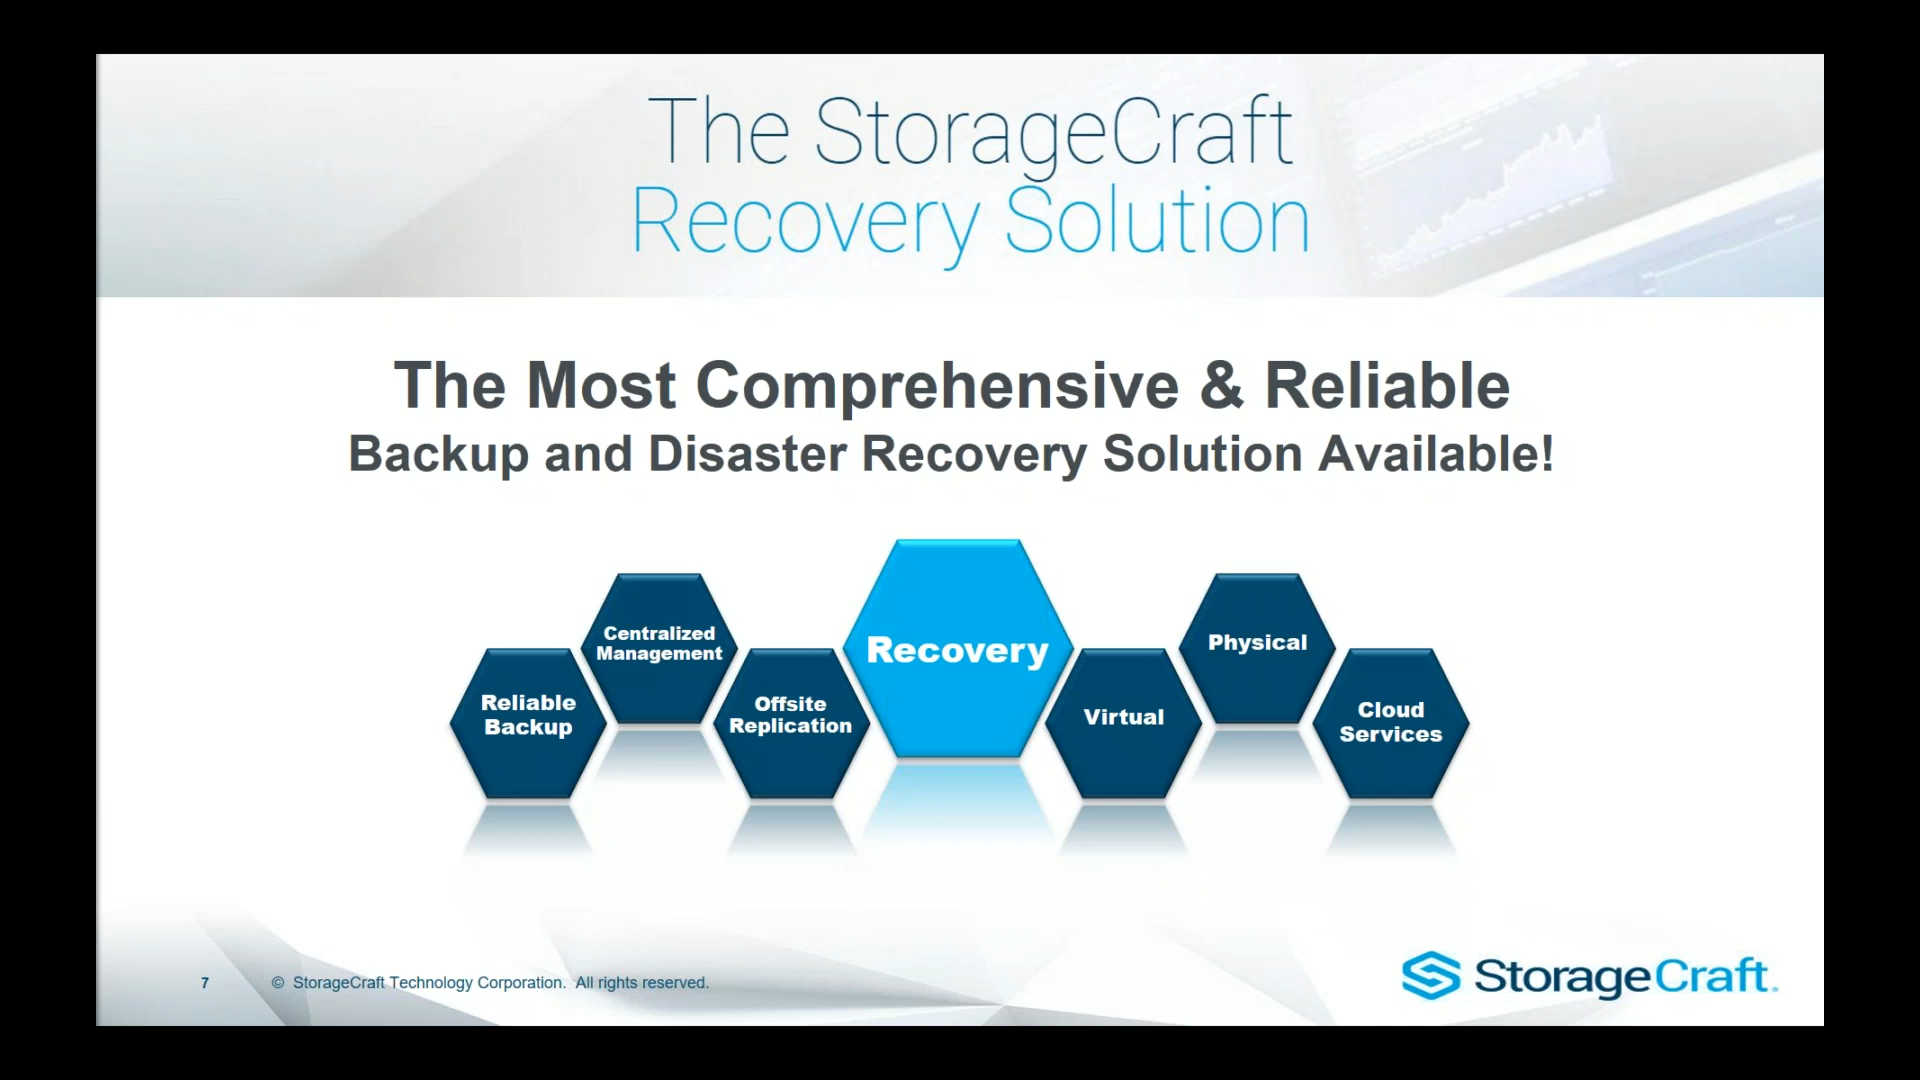 The StorageCraft
Recovery Solution
The Most Comprehensive & Reliable
Backup and Disaster Recovery Solution Available!
Reliable
Backup
Centralized
Management
Offsite
Replication
Recovery
Virtual
Physical
Cloud
Services
7 © StorageCraft Technology Corporation. All rights reserved.
StorageCraft.